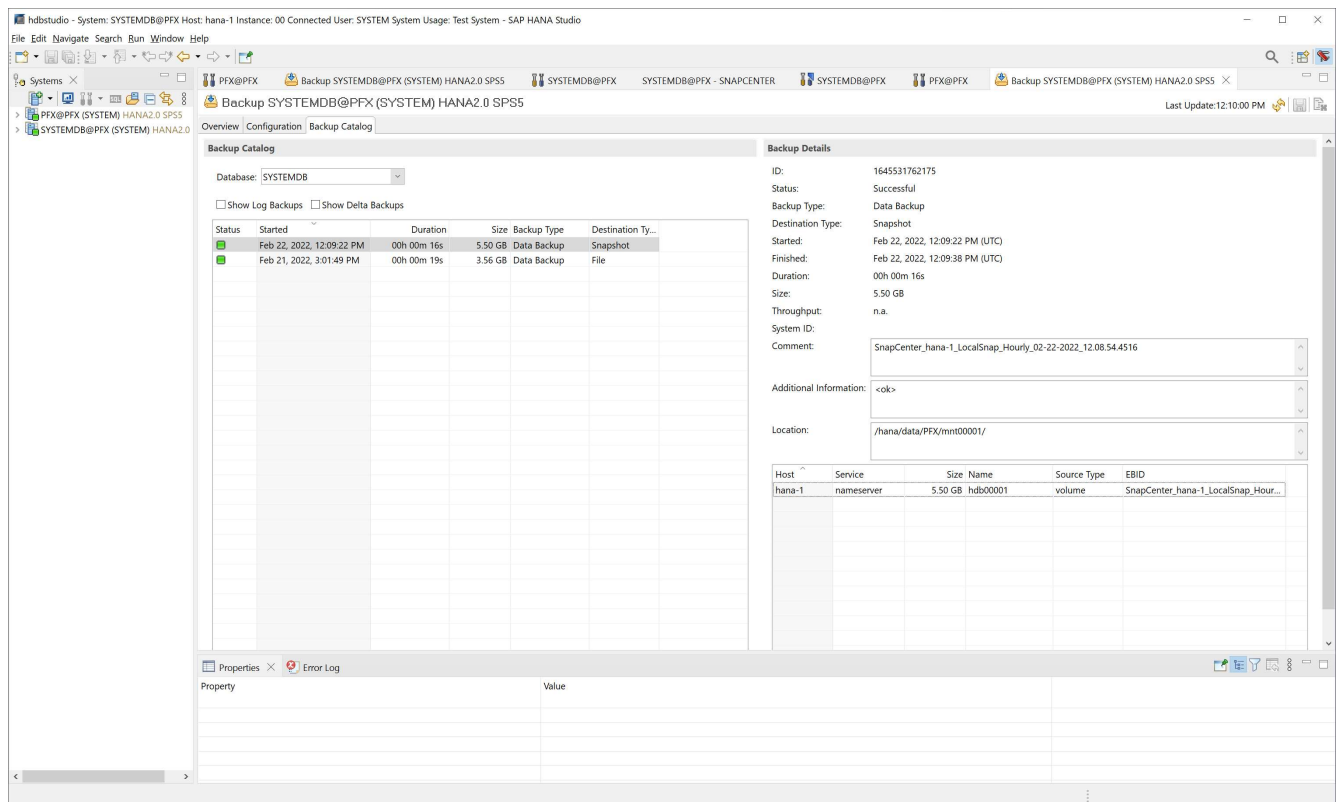 hdbstudio - System: SYSTEMDB@PFX Host: hana-1 Instance: 00 Connected User: SYSTEM System Usage: Test System - SAP HANA Studio
File Edit Navigate Search Run Window Help
Systems
PFX@PFX Backup SYSTEMDB@PFX (SYSTEM) HANA2.0 SPS5 SYSTEMDB@PFX SYSTEMDB@PFX - SNAPCENTER SYSTEMDB@PFX PFX@PFX Backup SYSTEMDB@PFX (SYSTEM) HANA2.0 SPS5
PFX@PFX (SYSTEM) HANA2.0 SPS5
SYSTEMDB@PFX (SYSTEM) HANA2.0
Backup SYSTEMDB@PFX (SYSTEM) HANA2.0 SPS5
Last Update:12:10:00 PM
Overview Configuration Backup Catalog
Backup Catalog
Database: SYSTEMDB
Show Log Backups Show Delta Backups
Status Started Duration Size Backup Type Destination Ty...
Feb 22, 2022, 12:09:22 PM 00h 00m 16s 5.50 GB Data Backup Snapshot
Feb 21, 2022, 3:01:49 PM 00h 00m 19s 3.56 GB Data Backup File
Backup Details
ID: 1645531762175
Status: Successful
Backup Type: Data Backup
Destination Type: Snapshot
Started: Feb 22, 2022, 12:09:22 PM (UTC)
Finished: Feb 22, 2022, 12:09:38 PM (UTC)
Duration: 00h 00m 16s
Size: 5.50 GB
Throughput: n.a.
System ID:
Comment: SnapCenter_hana-1_LocalSnap_Hourly_02-22-2022_12.08.54.4516
Additional Information: <ok>
Location: /hana/data/PFX/mnt00001/
Host Service Size Name Source Type EBID
hana-1 nameserver 5.50 GB hdb00001 volume SnapCenter_hana-1_LocalSnap_Hour...
Properties Error Log
Property Value